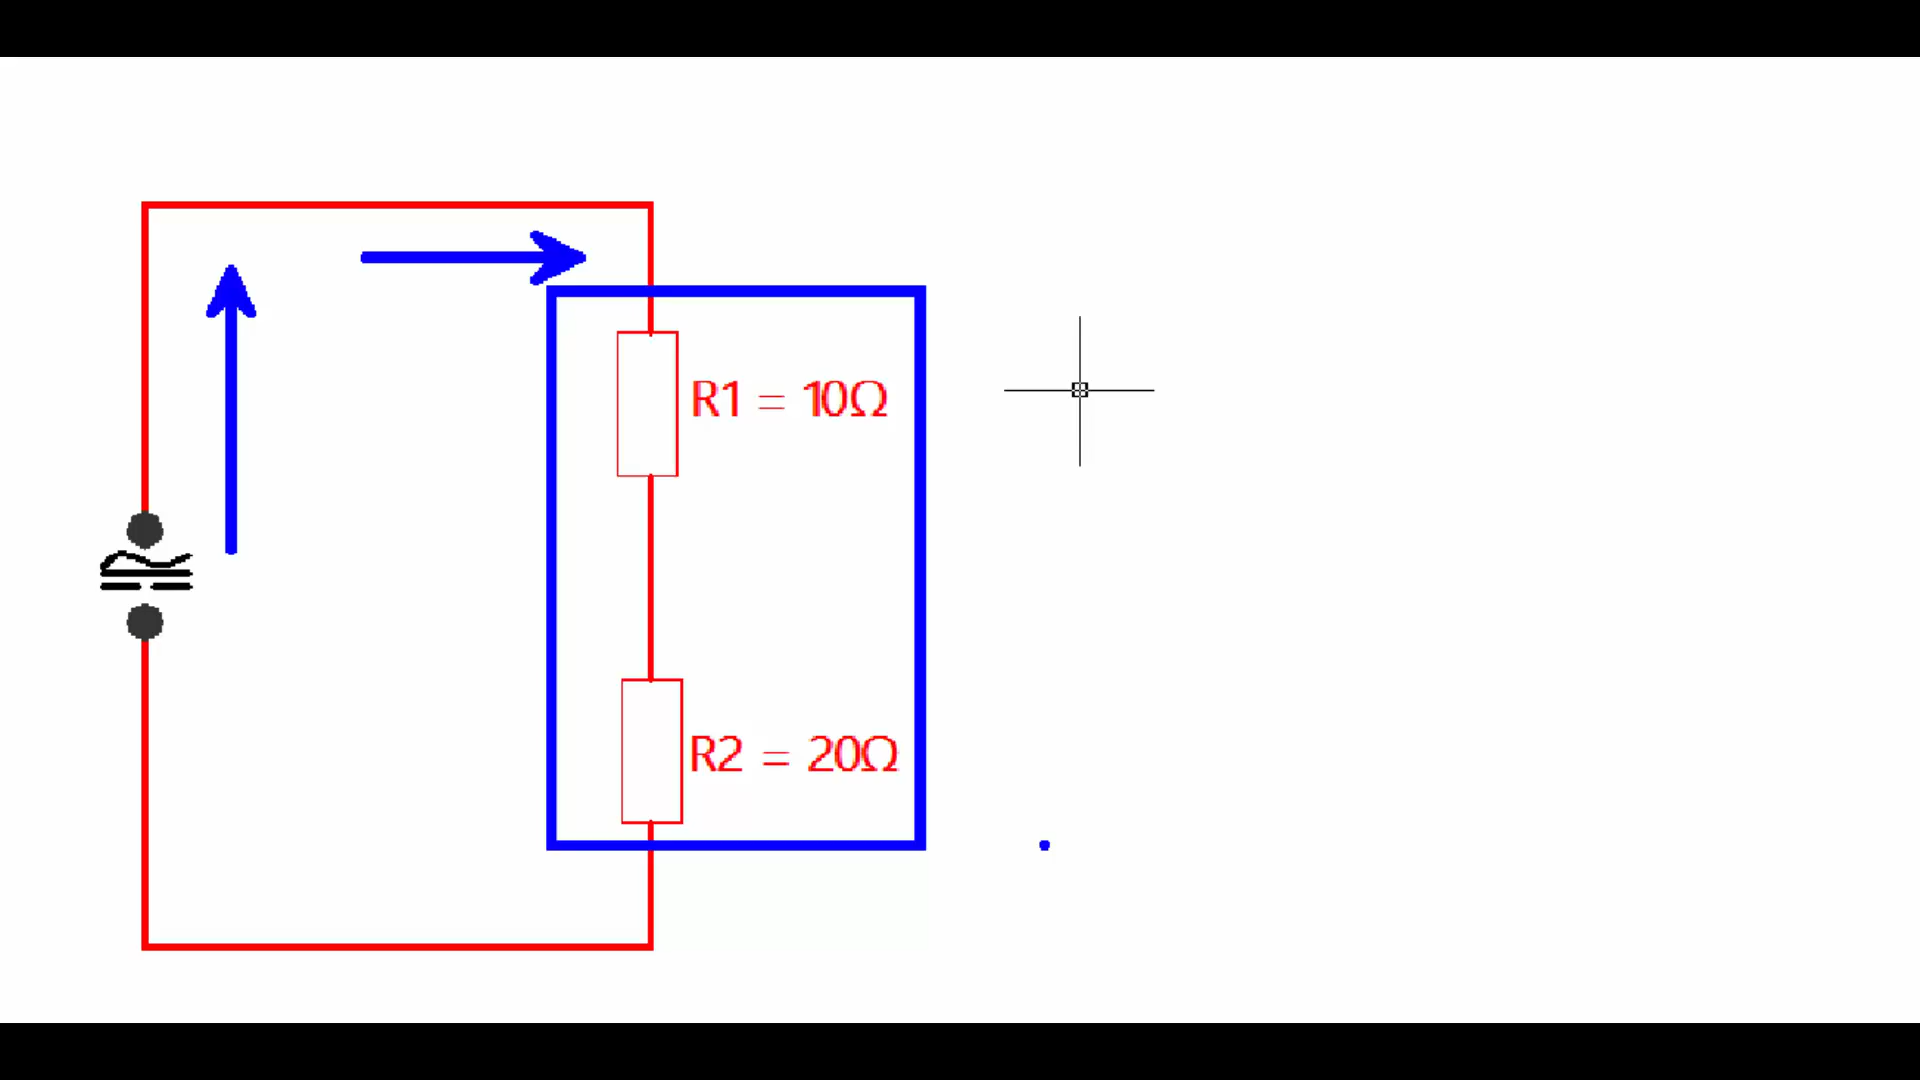 R1 = 10Ω
R2 = 20Ω